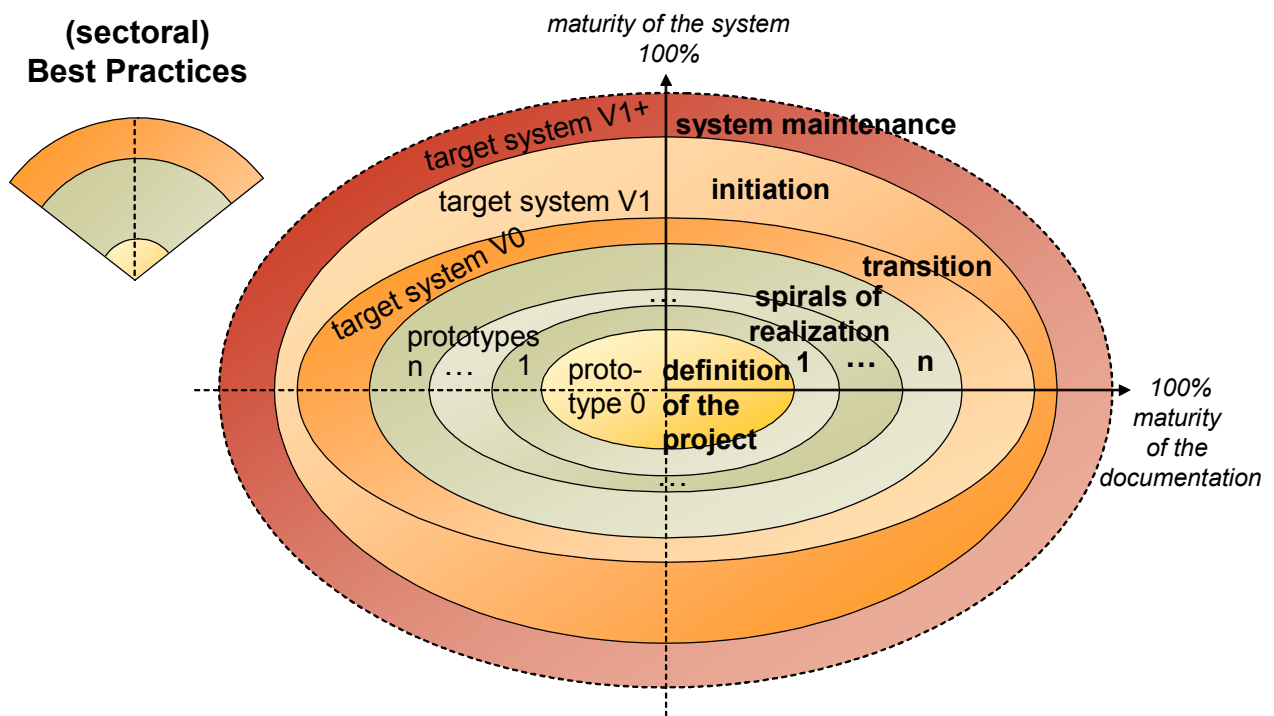 (sectoral)
Best Practices
maturity of the system
100%
target system V1+
system maintenance
target system V1
initiation
target system V0
transition
...
spirals of
realization
prototypes
n ... 1
1 ... n
proto-
type 0
definition
of the
project
...
100%
maturity
of the
documentation